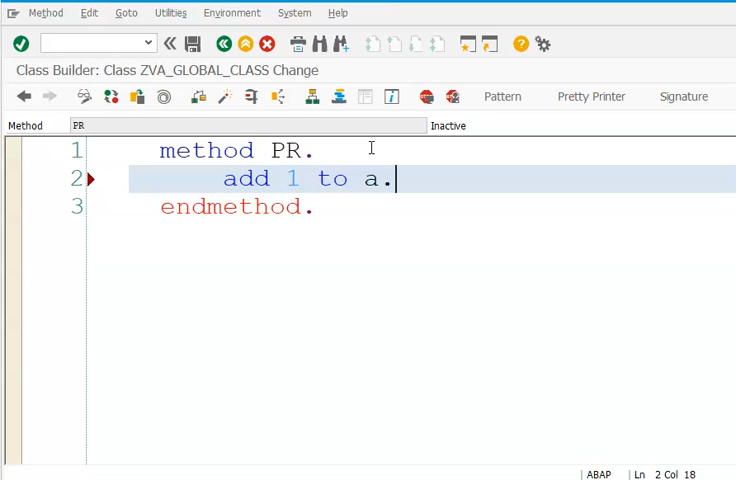 Method Edit Goto Utilities Environment System Help
Class Builder: Class ZVA_GLOBAL_CLASS Change
Pattern Pretty Printer Signature
Method PR Inactive
1 method PR.
2 add 1 to a.
3 endmethod.
ABAP Ln 2 Col 18